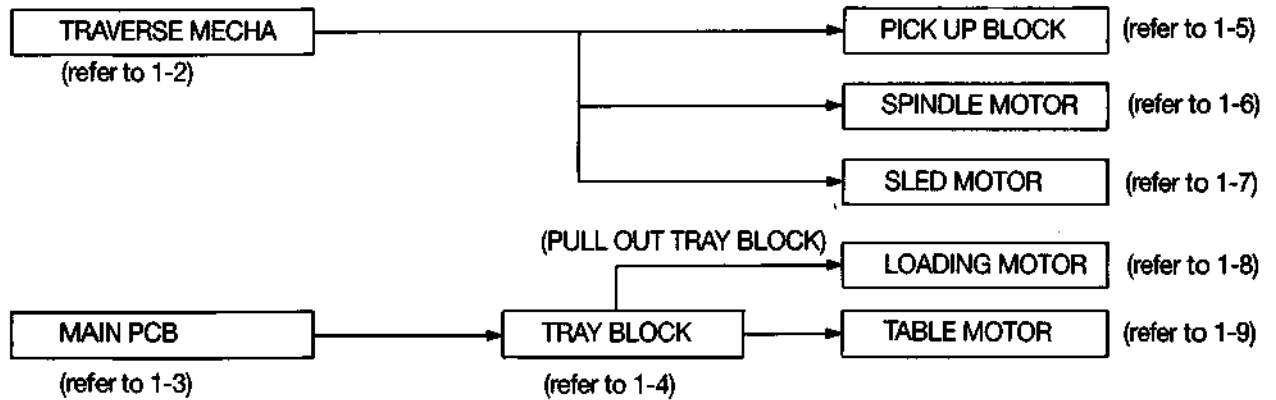 TRAVERSE MECHA
(refer to 1-2)
PICK UP BLOCK (refer to 1-5)
SPINDLE MOTOR (refer to 1-6)
SLED MOTOR (refer to 1-7)
(PULL OUT TRAY BLOCK)
LOADING MOTOR (refer to 1-8)
MAIN PCB
(refer to 1-3)
TRAY BLOCK
(refer to 1-4)
TABLE MOTOR (refer to 1-9)